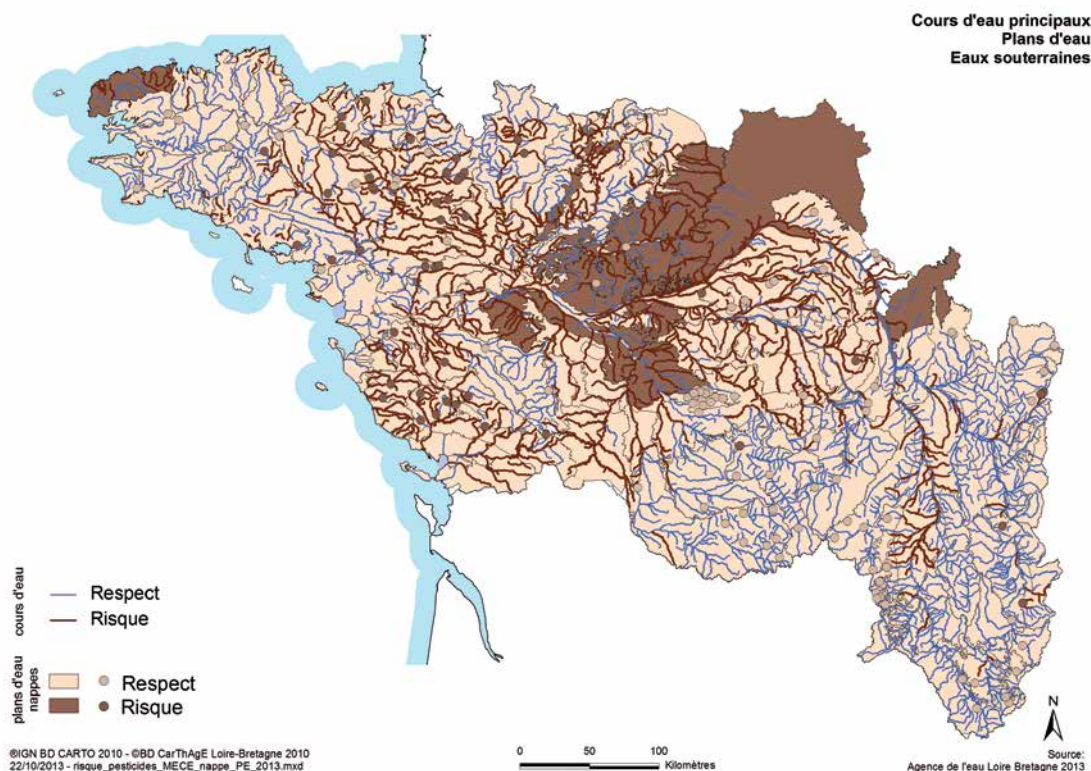 Cours d'eau principaux
Plans d'eau
Eaux souterraines
cours d'eau
Respect
Risque
plans d'eau
nappes
Respect
Risque
©IGN BD CARTO 2010 - ©BD CarThAgE Loire-Bretagne 2010
22/10/2013 - risque_pesticides_MECE_nappe_PE_2013.mxd
0 50 100
Kilomètres
N
Source:
Agence de l'eau Loire Bretagne 2013